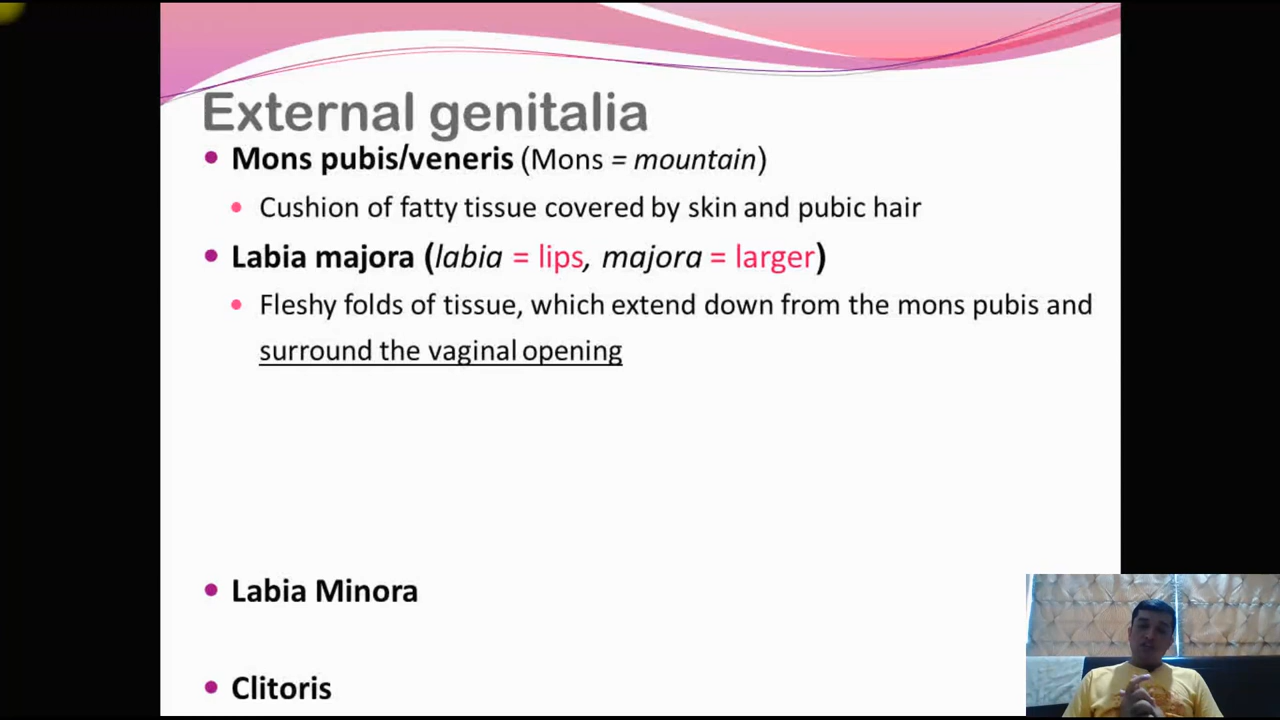 External genitalia
• Mons pubis/veneris (Mons = mountain)
• Cushion of fatty tissue covered by skin and pubic hair
• Labia majora (labia = lips, majora = larger)
• Fleshy folds of tissue, which extend down from the mons pubis and
surround the vaginal opening
• Labia Minora
• Clitoris